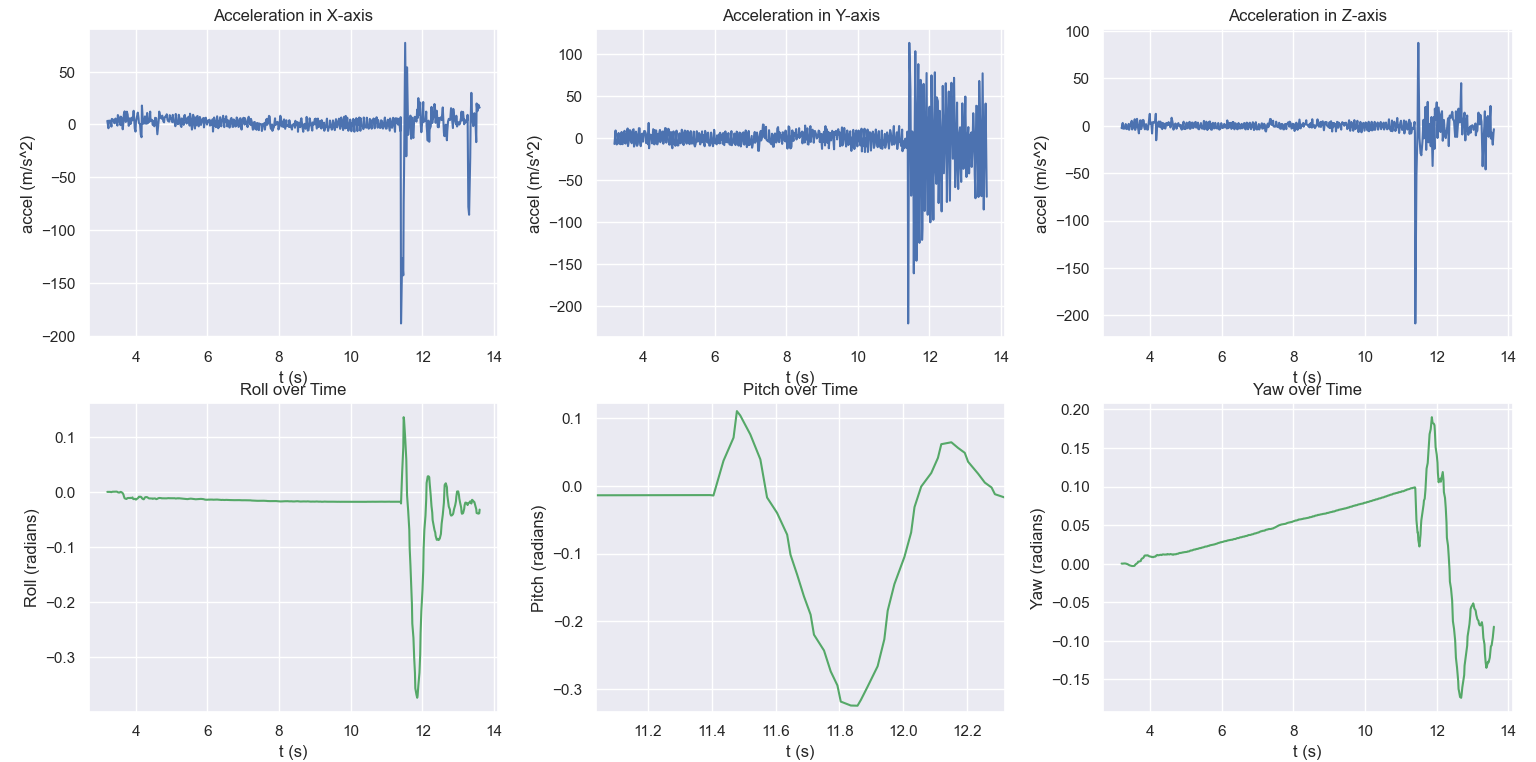 Acceleration in X-axis
accel (m/s^2)
50
0
−50
−100
−150
−200
4 6 8 10 12 14
t (s)
Acceleration in Y-axis
accel (m/s^2)
100
50
0
−50
−100
−150
−200
4 6 8 10 12 14
t (s)
Acceleration in Z-axis
accel (m/s^2)
100
50
0
−50
−100
−150
−200
4 6 8 10 12 14
t (s)
Roll over Time
Roll (radians)
0.1
0.0
−0.1
−0.2
−0.3
4 6 8 10 12 14
t (s)
Pitch over Time
Pitch (radians)
0.1
0.0
−0.1
−0.2
−0.3
11.2 11.4 11.6 11.8 12.0 12.2
t (s)
Yaw over Time
Yaw (radians)
0.20
0.15
0.10
0.05
0.00
−0.05
−0.10
−0.15
4 6 8 10 12 14
t (s)